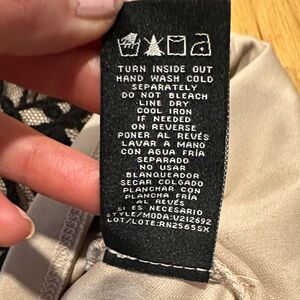 TURN INSIDE OUT
HAND WASH COLD
SEPARATELY
DO NOT BLEACH
LINE DRY
COOL IRON
IF NEEDED
ON REVERSE
PONER AL REVÉS
LAVAR A MANO
CON AGUA FRÍA
SEPARADO
NO USAR
BLANQUEADOR
SECAR COLGADO
PLANCHAR CON
PLANCHA FRÍA
AL REVÉS
SI ES NECESARIO
STYLE/MODA:V212692
LOT/LOTE:RN2565SX